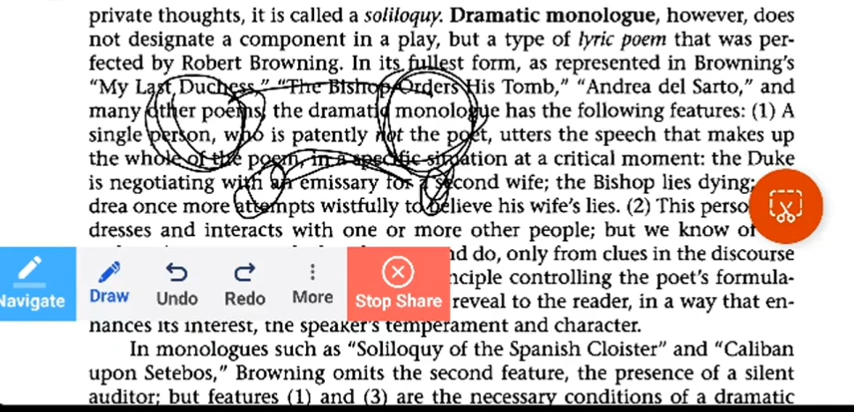 private thoughts, it is called a soliloquy. Dramatic monologue, however, does
not designate a component in a play, but a type of lyric poem that was per-
fected by Robert Browning. In its fullest form, as represented in Browning's
"My Last Duchess," "The Bishop Orders His Tomb," "Andrea del Sarto," and
many other poems, the dramatic monologue has the following features: (1) A
single person, who is patently not the poet, utters the speech that makes up
the whole of the poem, in a specific situation at a critical moment: the Duke
is negotiating with an emissary for a second wife; the Bishop lies dying;
drea once more attempts wistfully to believe his wife's lies. (2) This
dresses and interacts with one or more other people; but we know of
nd do, only from clues in the discourse
nciple controlling the poet's formula-
reveal to the reader, in a way that en-
Navigate Draw Undo Redo More Stop Share
hances its interest, the speaker's temperament and character.
In monologues such as "Soliloquy of the Spanish Cloister" and "Caliban
upon Setebos," Browning omits the second feature, the presence of a silent
auditor; but features (1) and (3) are the necessary conditions of a dramatic